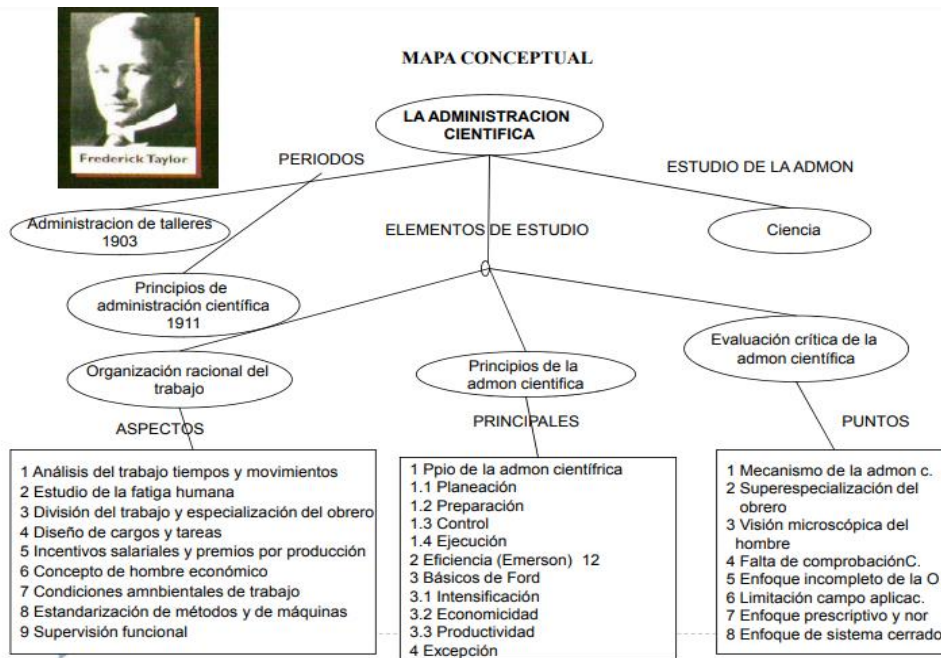 MAPA CONCEPTUAL
LA ADMINISTRACION
CIENTIFICA
Frederick Taylor
PERIODOS
ESTUDIO DE LA ADMON
Administracion de talleres
1903
ELEMENTOS DE ESTUDIO
Ciencia
Principios de
administración científica
1911
Organización racional del
trabajo
Principios de la
admon cientifica
Evaluación crítica de la
admon científica
ASPECTOS
PRINCIPALES
PUNTOS
1 Análisis del trabajo tiempos y movimientos
2 Estudio de la fatiga humana
3 División del trabajo y especialización del obrero
4 Diseño de cargos y tareas
5 Incentivos salariales y premios por producción
6 Concepto de hombre económico
7 Condiciones amnbientales de trabajo
8 Estandarización de métodos y de máquinas
9 Supervisión funcional
1 Ppio de la admon científrica
1.1 Planeación
1.2 Preparación
1.3 Control
1.4 Ejecución
2 Eficiencia (Emerson) 12
3 Básicos de Ford
3.1 Intensificación
3.2 Economicidad
3.3 Productividad
4 Excepción
1 Mecanismo de la admon c.
2 Superespecialización del
obrero
3 Visión microscópica del
hombre
4 Falta de comprobaciónC.
5 Enfoque incompleto de la O
6 Limitación campo aplicac.
7 Enfoque prescriptivo y nor
8 Enfoque de sistema cerrado